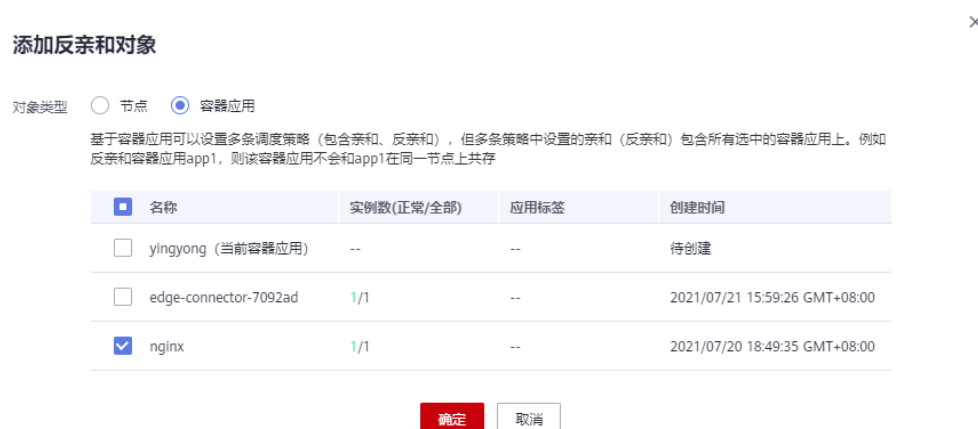 添加反亲和对象
对象类型 节点 容器应用
基于容器应用可以设置多条调度策略（包含亲和、反亲和），但多条策略中设置的亲和（反亲和）包含所有选中的容器应用上。例如
反亲和容器应用app1，则该容器应用不会和app1在同一节点上共存
名称 实例数(正常/全部) 应用标签 创建时间
yingyong（当前容器应用） -- -- 待创建
edge-connector-7092ad 1/1 -- 2021/07/21 15:59:26 GMT+08:00
nginx 1/1 -- 2021/07/20 18:49:35 GMT+08:00
确定 取消